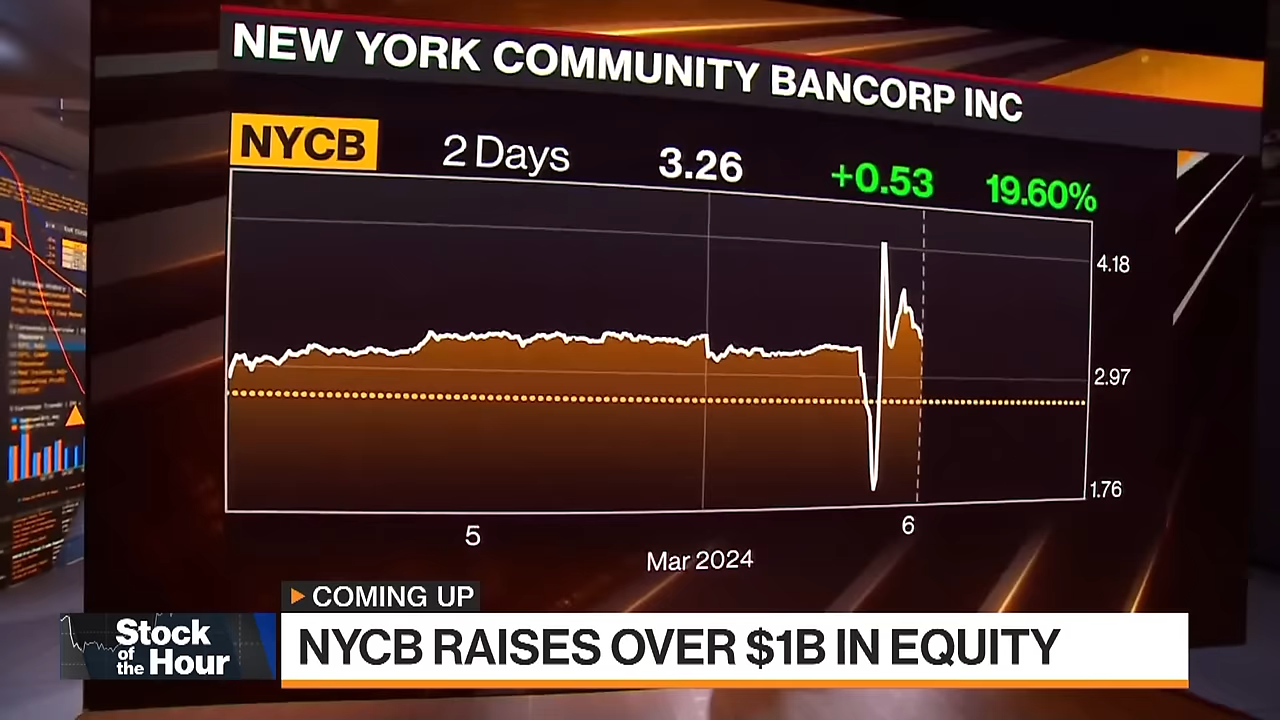 NEW YORK COMMUNITY BANCORP INC
NYCB 2 Days 3.26 +0.53 19.60%
4.18
2.97
1.76
5 6
Mar 2024
COMING UP
Stock of the Hour
NYCB RAISES OVER $1B IN EQUITY